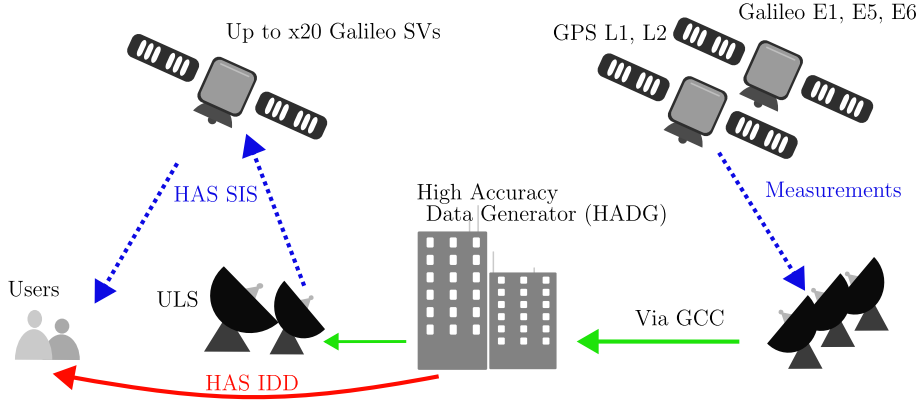 Galileo E1, E5, E6
Up to x20 Galileo SVs
GPS L1, L2
HAS SIS
High Accuracy
Data Generator (HADG)
Measurements
Users
ULS
Via GCC
HAS IDD